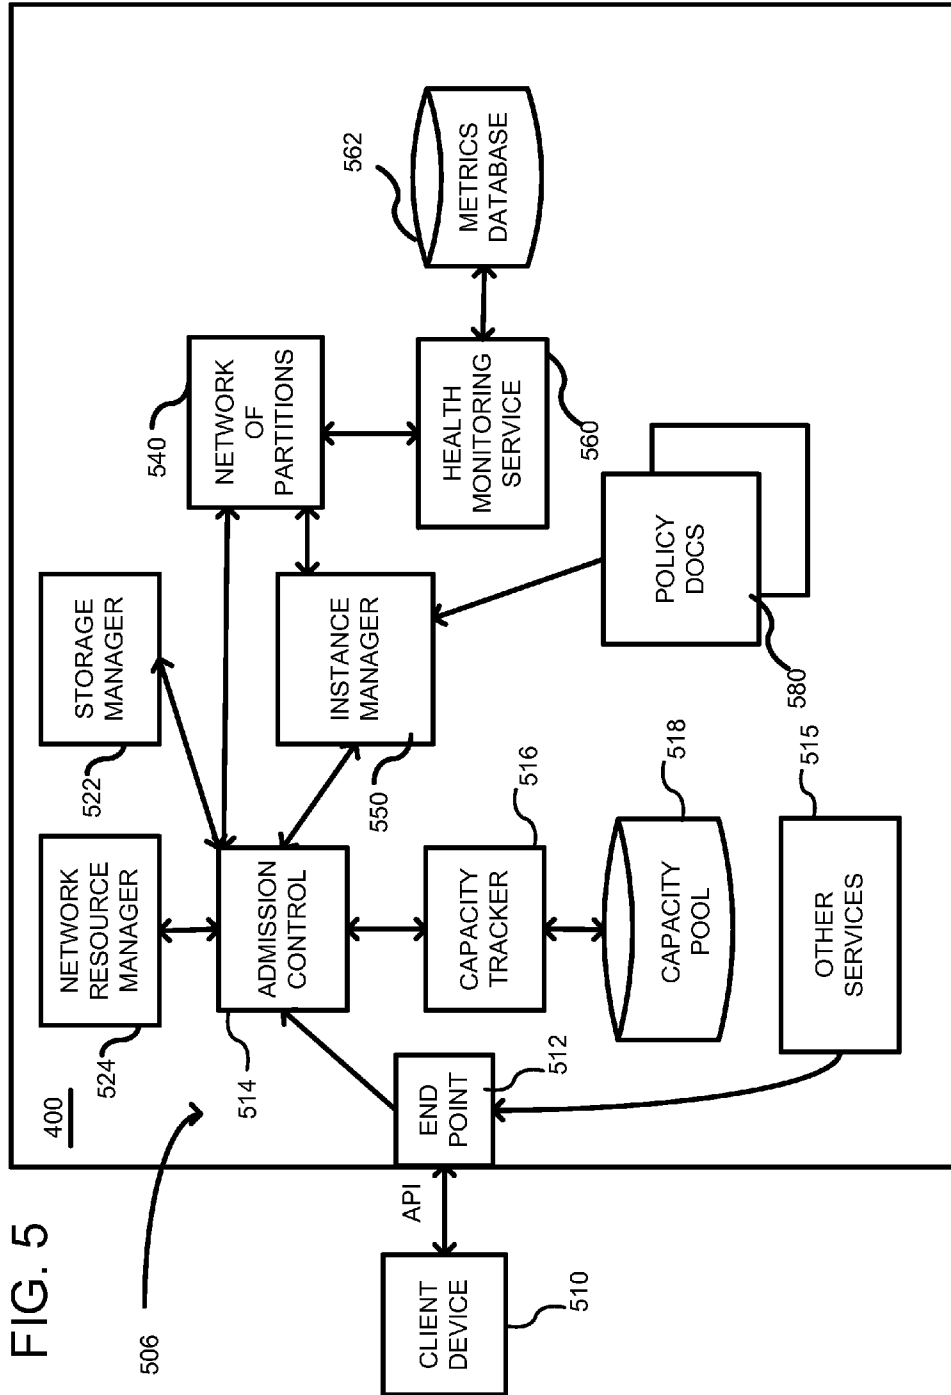 FIG. 5
506
400
524
NETWORK
RESOURCE
MANAGER
522
STORAGE
MANAGER
540
NETWORK
OF
PARTITIONS
562
METRICS
DATABASE
514
ADMISSION
CONTROL
550
INSTANCE
MANAGER
HEALTH
MONITORING
SERVICE
560
CLIENT
DEVICE
510
API
END
POINT
512
CAPACITY
TRACKER
516
CAPACITY
POOL
518
POLICY
DOCS
580
OTHER
SERVICES
515